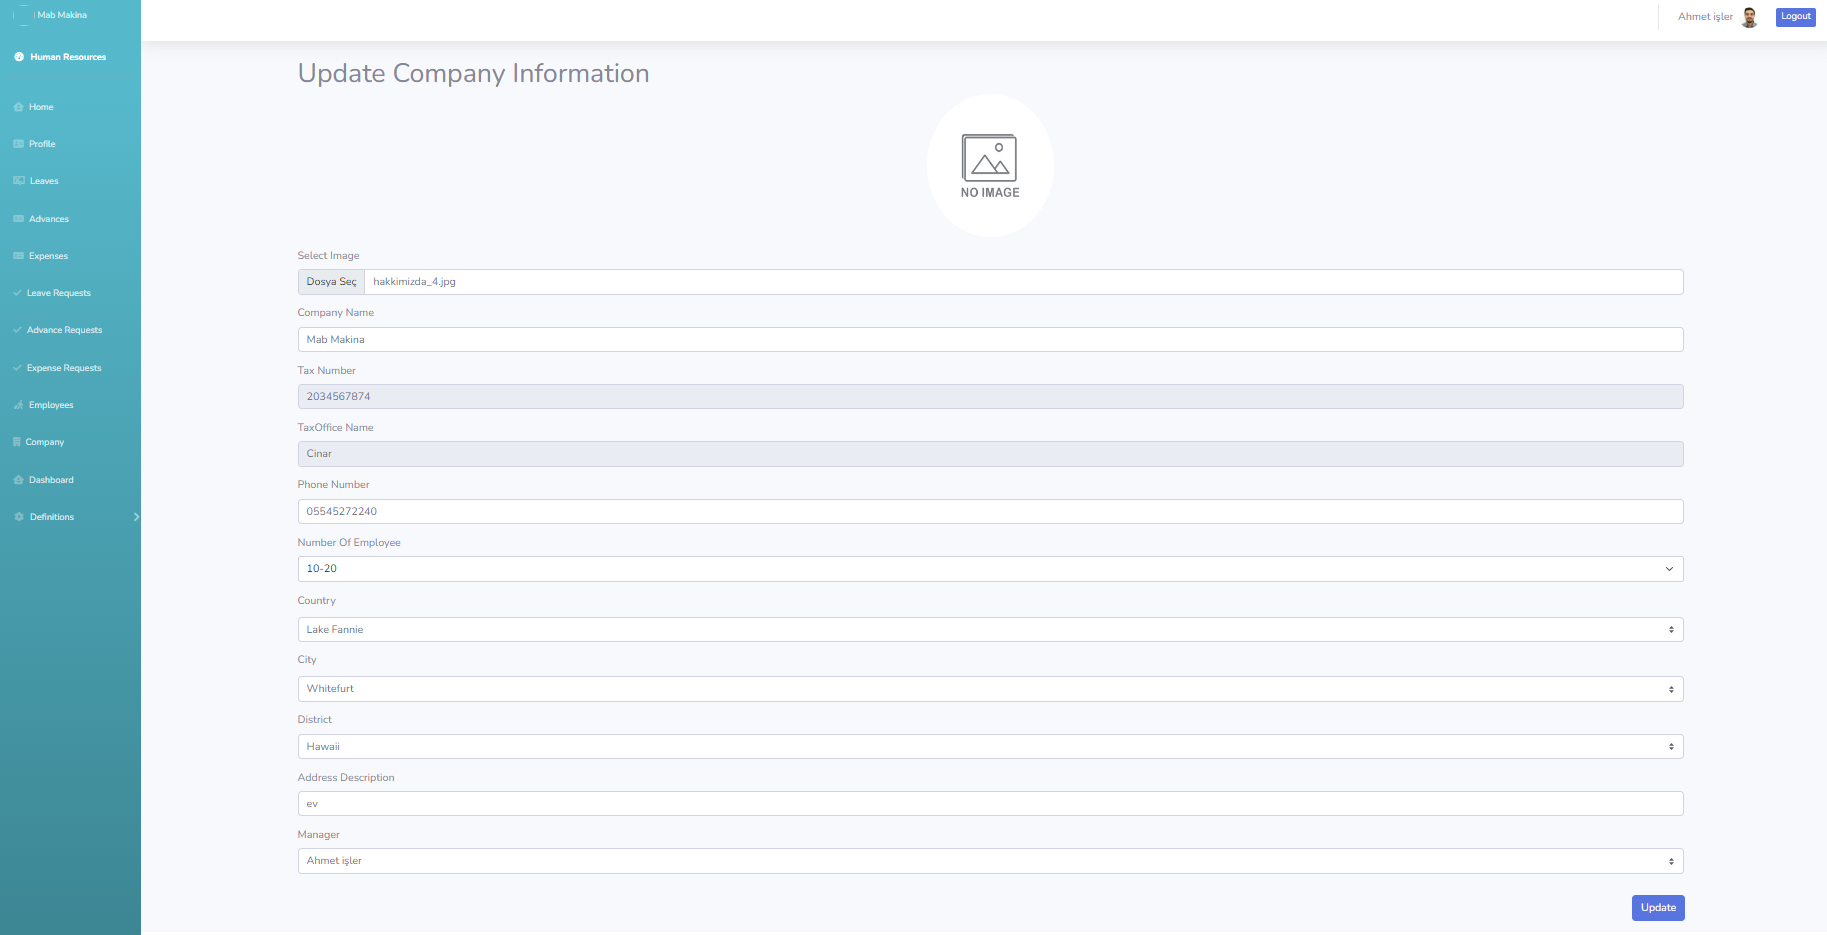 Mab Makina
Ahmet işler
Logout
Human Resources
Home
Profile
Leaves
Advances
Expenses
Leave Requests
Advance Requests
Expense Requests
Employees
Company
Dashboard
Definitions
Update Company Information
NO IMAGE
Select Image
Dosya Seç hakkimizda_4.jpg
Company Name
Mab Makina
Tax Number
2034567874
TaxOffice Name
Cinar
Phone Number
05545272240
Number Of Employee
10-20
Country
Lake Fannie
City
Whitefurt
District
Hawaii
Address Description
ev
Manager
Ahmet işler
Update